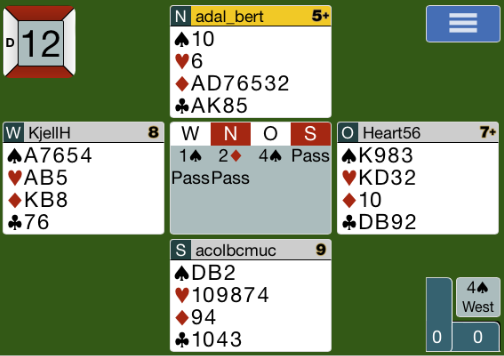 D 12
N adal_bert 5+
♠10
♥6
♦AD76532
♣AK85
W KjellH 8
♠A7654
♥AB5
♦KB8
♣76
W N O S
1♠ 2♦ 4♠ Pass
Pass Pass
O Heart56 7+
♠K983
♥KD32
♦10
♣DB92
S acolbcmuc 9
♠DB2
♥109874
♦94
♣1043
4♠
West
0 0